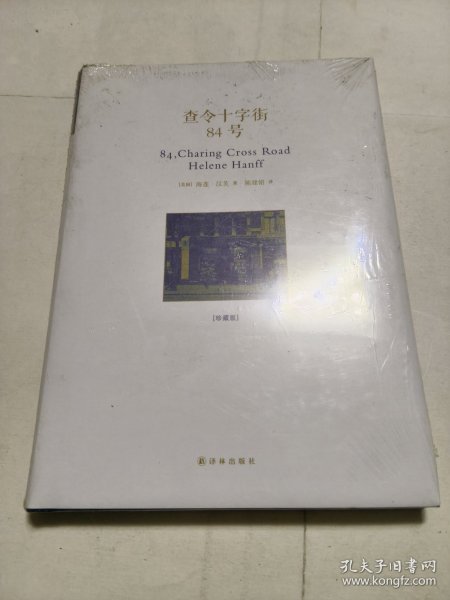 查令十字街
84号
84,Charing Cross Road
Helene Hanff
[美国] 海莲·汉芙 著 陈建铭 译
[珍藏版]
译林出版社
孔夫子旧书网
www.kongfz.com